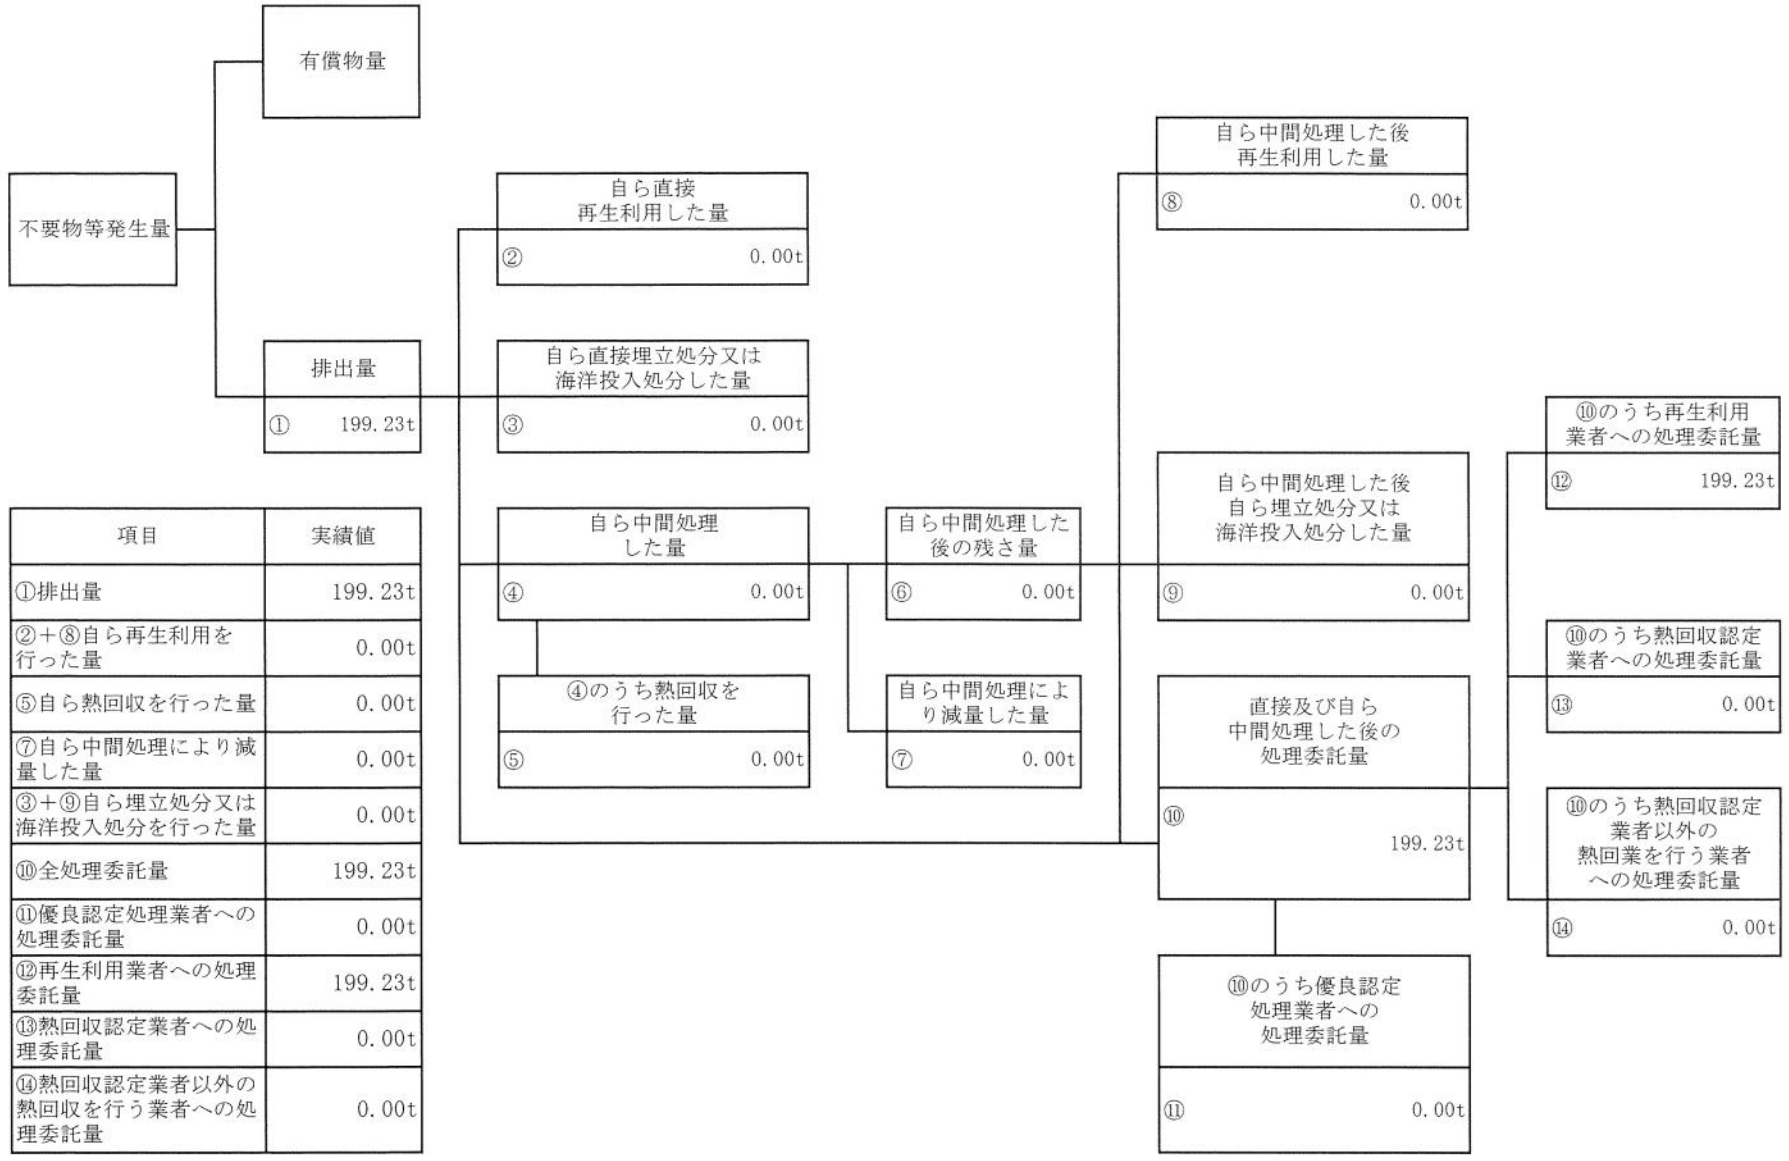 有償物量
不要物等発生量
排出量
① 199.23t
自ら直接
再生利用した量
② 0.00t
自ら直接埋立処分又は
海洋投入処分した量
③ 0.00t
自ら中間処理
した量
④ 0.00t
④のうち熱回収を
行った量
⑤ 0.00t
自ら中間処理した
後の残さ量
⑥ 0.00t
自ら中間処理によ
り減量した量
⑦ 0.00t
自ら中間処理した後
再生利用した量
⑧ 0.00t
自ら中間処理した後
自ら埋立処分又は
海洋投入処分した量
⑨ 0.00t
直接及び自ら
中間処理した後の
処理委託量
⑩
199.23t
⑩のうち優良認定
処理業者への
処理委託量
⑪ 0.00t
⑩のうち再生利用
業者への処理委託量
⑫ 199.23t
⑩のうち熱回収認定
業者への処理委託量
⑬ 0.00t
⑩のうち熱回収認定
業者以外の
熱回業を行う業者
への処理委託量
⑭ 0.00t
項目 実績値
①排出量 199.23t
②+⑧自ら再生利用を
行った量 0.00t
⑤自ら熱回収を行った量 0.00t
⑦自ら中間処理により減
量した量 0.00t
③+⑨自ら埋立処分又は
海洋投入処分を行った量 0.00t
⑩全処理委託量 199.23t
⑪優良認定処理業者への
処理委託量 0.00t
⑫再生利用業者への処理
委託量 199.23t
⑬熱回収認定業者への処
理委託量 0.00t
⑭熱回収認定業者以外の
熱回収を行う業者への処
理委託量 0.00t